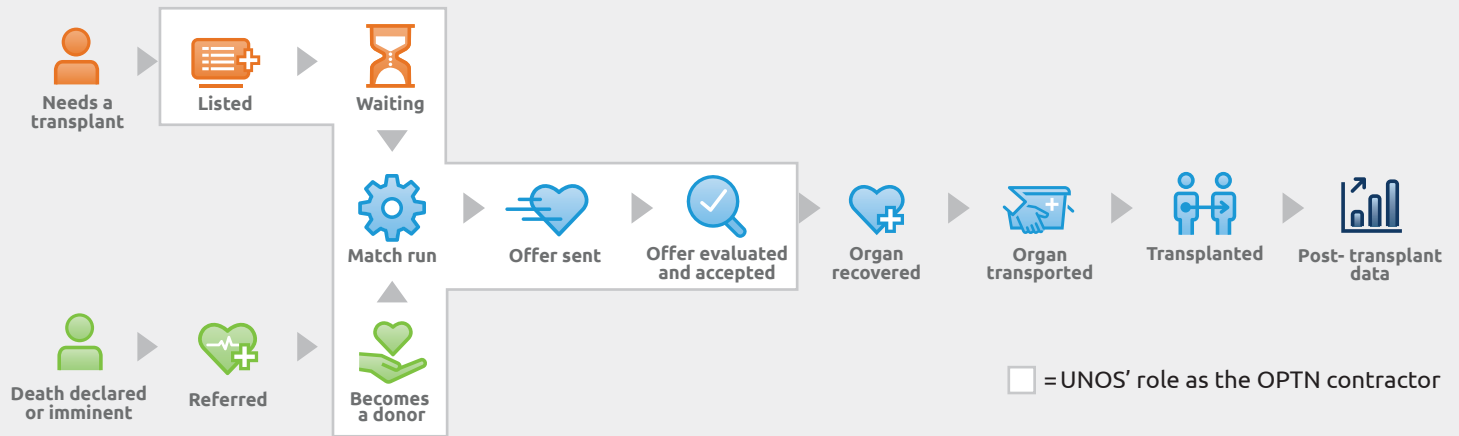 Needs a
transplant
Listed
Waiting
Match run
Offer sent
Offer evaluated
and accepted
Organ
recovered
Organ
transported
Transplanted
Post- transplant
data
Death declared
or imminent
Referred
Becomes
a donor
= UNOS' role as the OPTN contractor